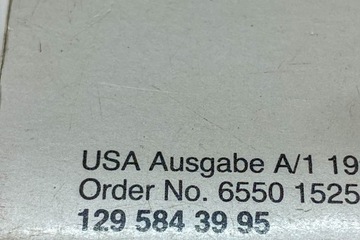 USA Ausgabe A/1 19
Order No. 6550 1525
129 584 39 95